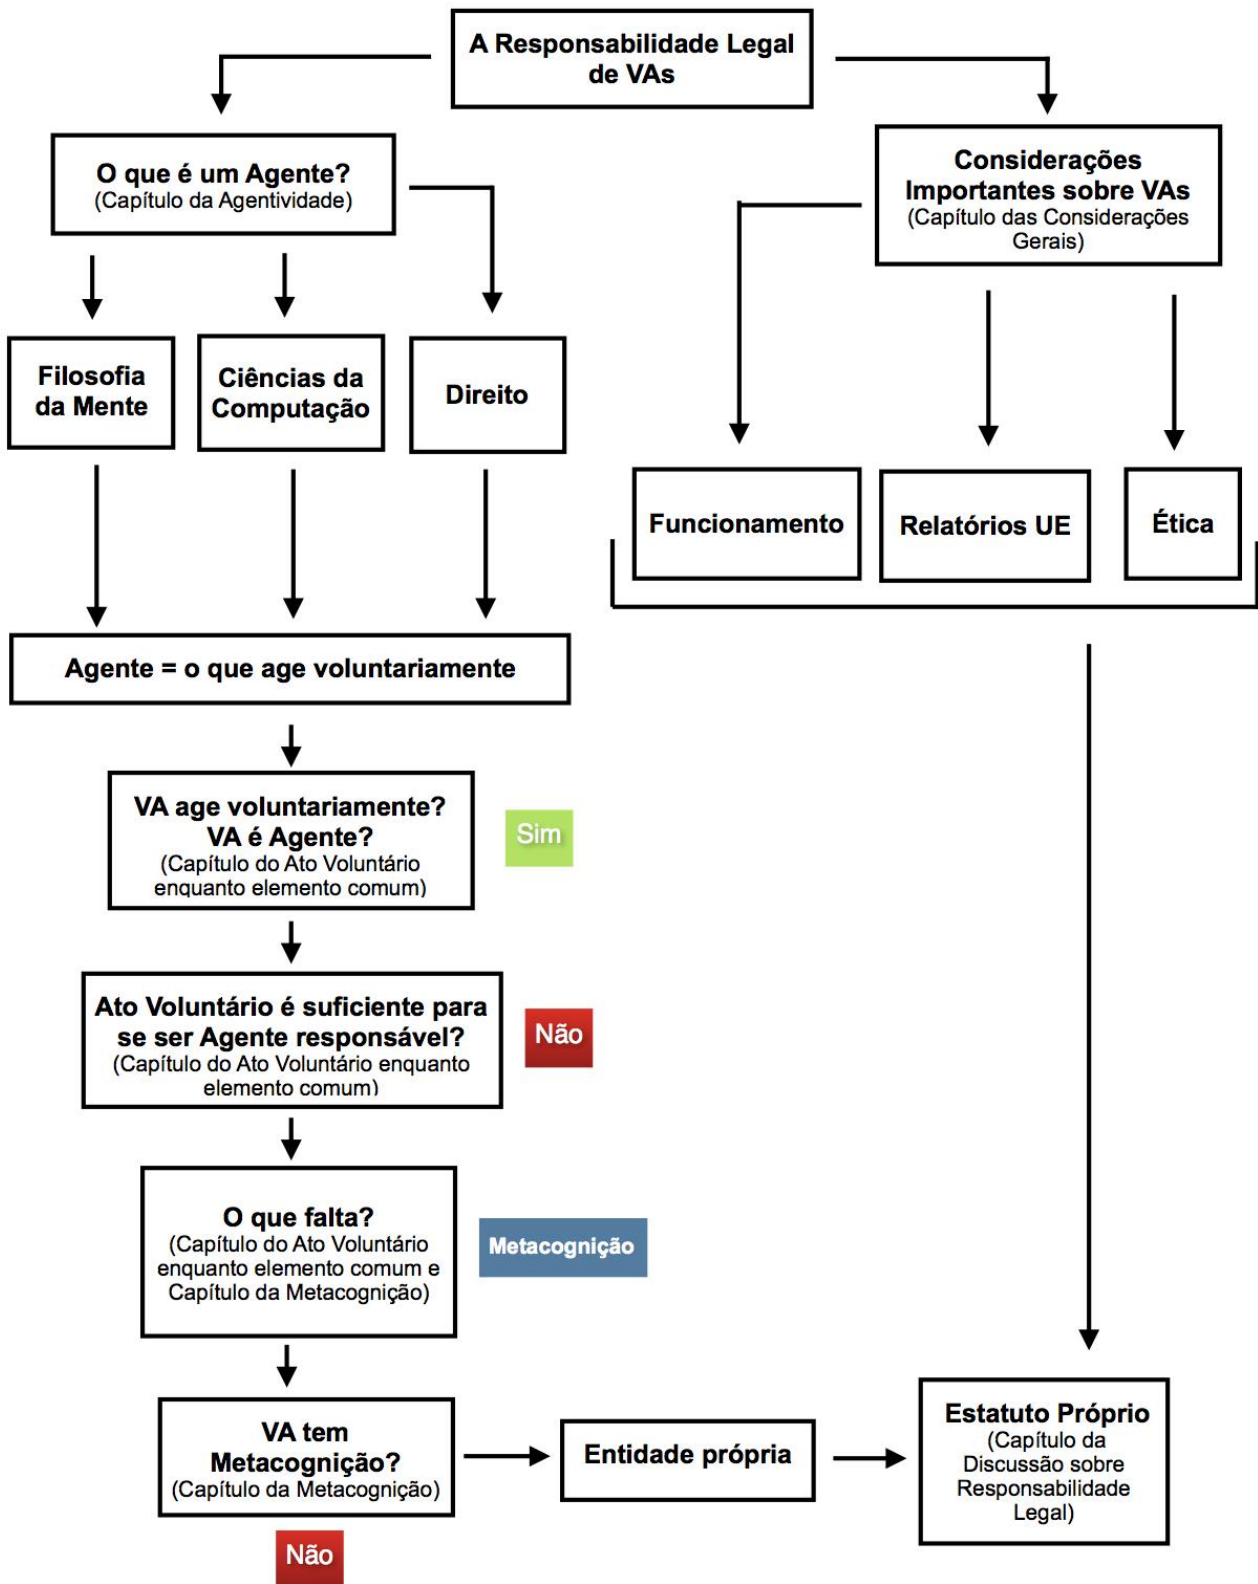 A Responsabilidade Legal
de VAs
O que é um Agente?
(Capítulo da Agentividade)
Considerações
Importantes sobre VAs
(Capítulo das Considerações
Gerais)
Filosofia
da Mente
Ciências da
Computação
Direito
Funcionamento
Relatórios UE
Ética
Agente = o que age voluntariamente
VA age voluntariamente?
VA é Agente?
(Capítulo do Ato Voluntário
enquanto elemento comum)
Sim
Ato Voluntário é suficiente para
se ser Agente responsável?
(Capítulo do Ato Voluntário enquanto
elemento comum)
Não
O que falta?
(Capítulo do Ato Voluntário
enquanto elemento comum e
Capítulo da Metacognição)
Metacognição
VA tem
Metacognição?
(Capítulo da Metacognição)
Não
Entidade própria
Estatuto Próprio
(Capítulo da
Discussão sobre
Responsabilidade
Legal)